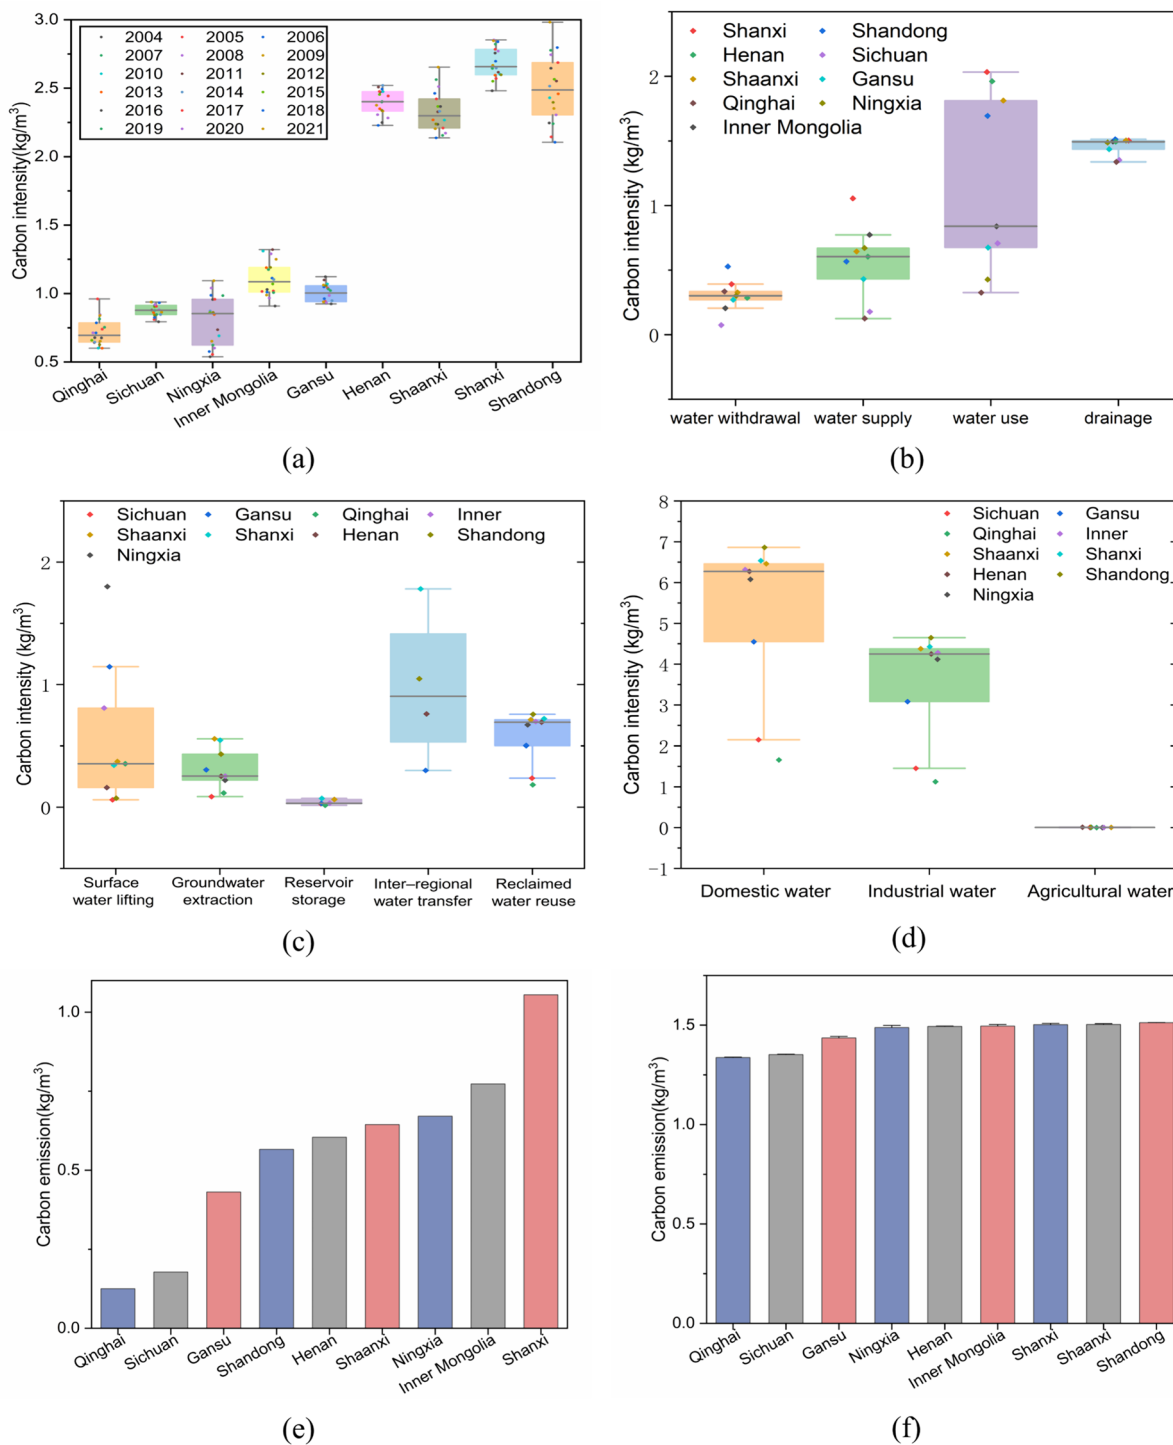 3.0
2.5
2.0
1.5
1.0
0.5
Carbon intensity(kg/m³)
2004 2005 2006
2007 2008 2009
2010 2011 2012
2013 2014 2015
2016 2017 2018
2019 2020 2021
Qinghai Sichuan Ningxia Inner Mongolia Gansu Henan Shaanxi Shanxi Shandong
(a)
2
1
0
Carbon intensity (kg/m³)
Shanxi Shandong
Henan Sichuan
Shaanxi Gansu
Qinghai Ningxia
Inner Mongolia
water withdrawal water supply water use drainage
(b)
2
1
0
Carbon intensity (kg/m³)
Sichuan Gansu Qinghai Inner
Shaanxi Shanxi Henan Shandong
Ningxia
Surface Groundwater Reservoir Inter–regional Reclaimed
water lifting extraction storage water transfer water reuse
(c)
8
7
6
5
4
3
2
1
0
−1
Carbon intensity (kg/m³)
Sichuan Gansu
Qinghai Inner
Shaanxi Shanxi
Henan Shandong
Ningxia
Domestic water Industrial water Agricultural water
(d)
1.0
0.5
0.0
Carbon emission(kg/m³)
Qinghai Sichuan Gansu Shandong Henan Shaanxi Ningxia Inner Mongolia Shanxi
(e)
1.5
1.0
0.5
0.0
Carbon emission(kg/m³)
Qinghai Sichuan Gansu Ningxia Henan Inner Mongolia Shanxi Shaanxi Shandong
(f)